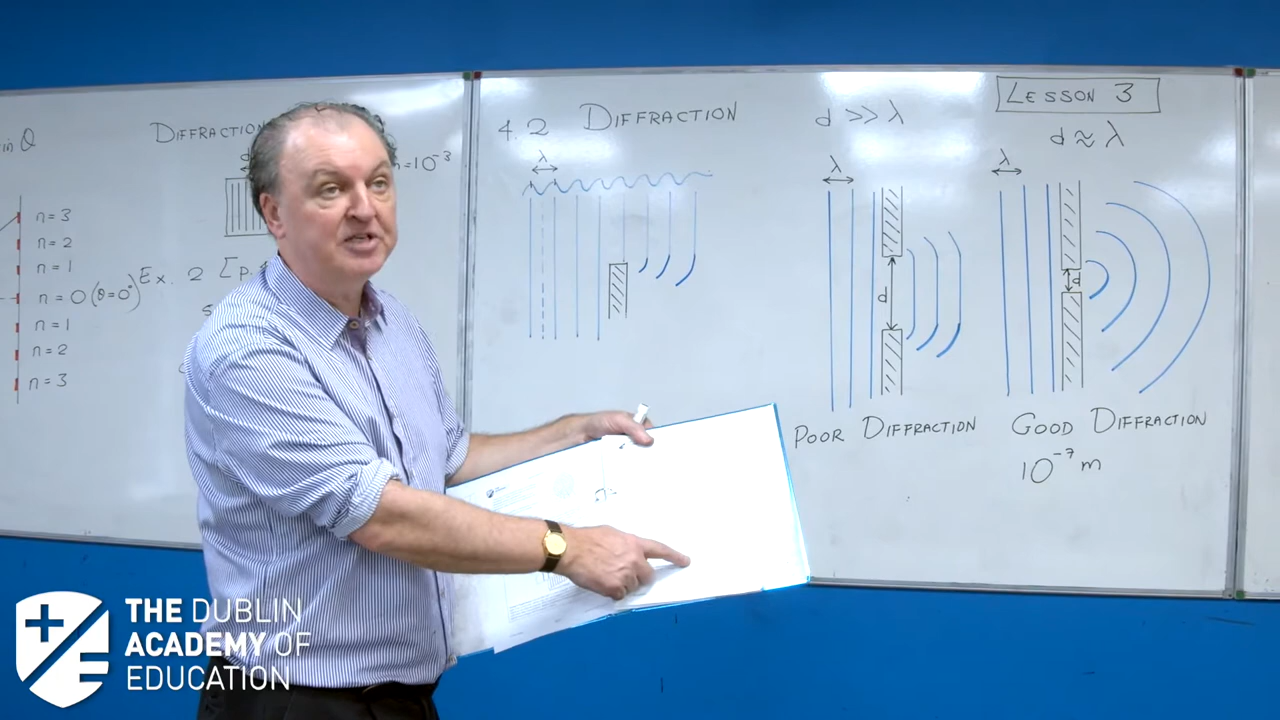 in θ
n = 3
n = 2
n = 1
n = 0 (θ = 0°)
n = 1
n = 2
n = 3
DIFFRACTION
d
= 10⁻³
Ex. 2 [p.
4.2 DIFFRACTION
λ
d >> λ
λ
d
POOR DIFFRACTION
LESSON 3
d ≈ λ
λ
d
GOOD DIFFRACTION
10⁻⁷ m
THE DUBLIN
ACADEMY OF
EDUCATION